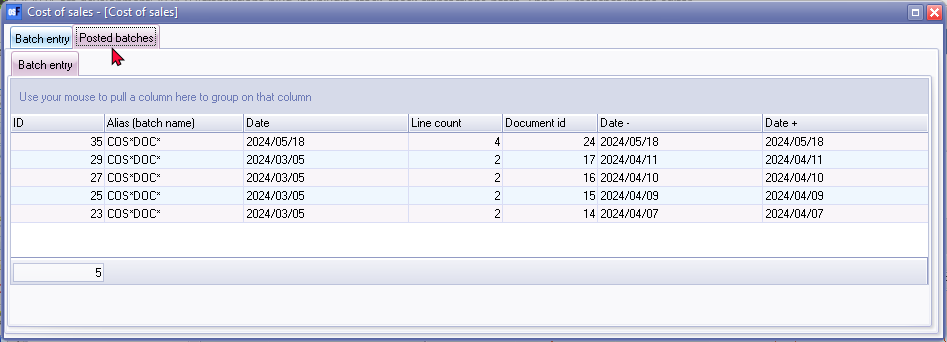 Cost of sales - [Cost of sales]
Batch entry Posted batches
Batch entry
Use your mouse to pull a column here to group on that column
ID Alias (batch name) Date Line count Document id Date - Date +
35 COS*DOC* 2024/05/18 4 24 2024/05/18 2024/05/18
29 COS*DOC* 2024/03/05 2 17 2024/04/11 2024/04/11
27 COS*DOC* 2024/03/05 2 16 2024/04/10 2024/04/10
25 COS*DOC* 2024/03/05 2 15 2024/04/09 2024/04/09
23 COS*DOC* 2024/03/05 2 14 2024/04/07 2024/04/07
5